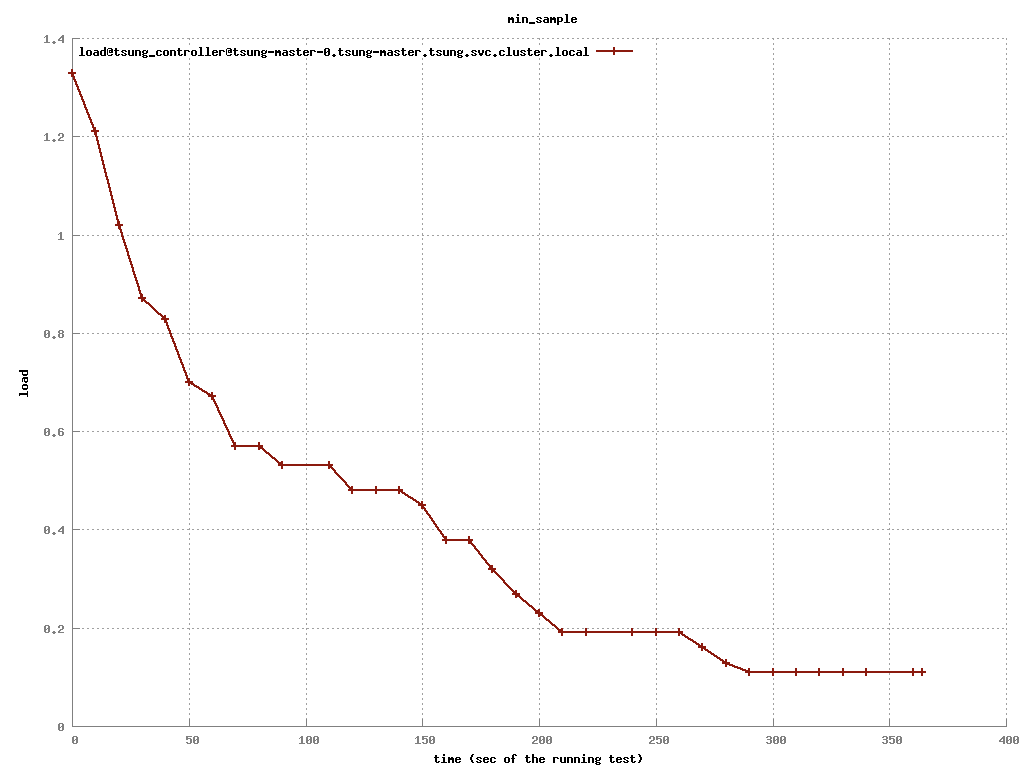 min_sample
1.4
load@tsung_controller@tsung-master-0.tsung-master.tsung.svc.cluster.local
1.2
1
0.8
load
0.6
0.4
0.2
0
0 50 100 150 200 250 300 350 400
time (sec of the running test)